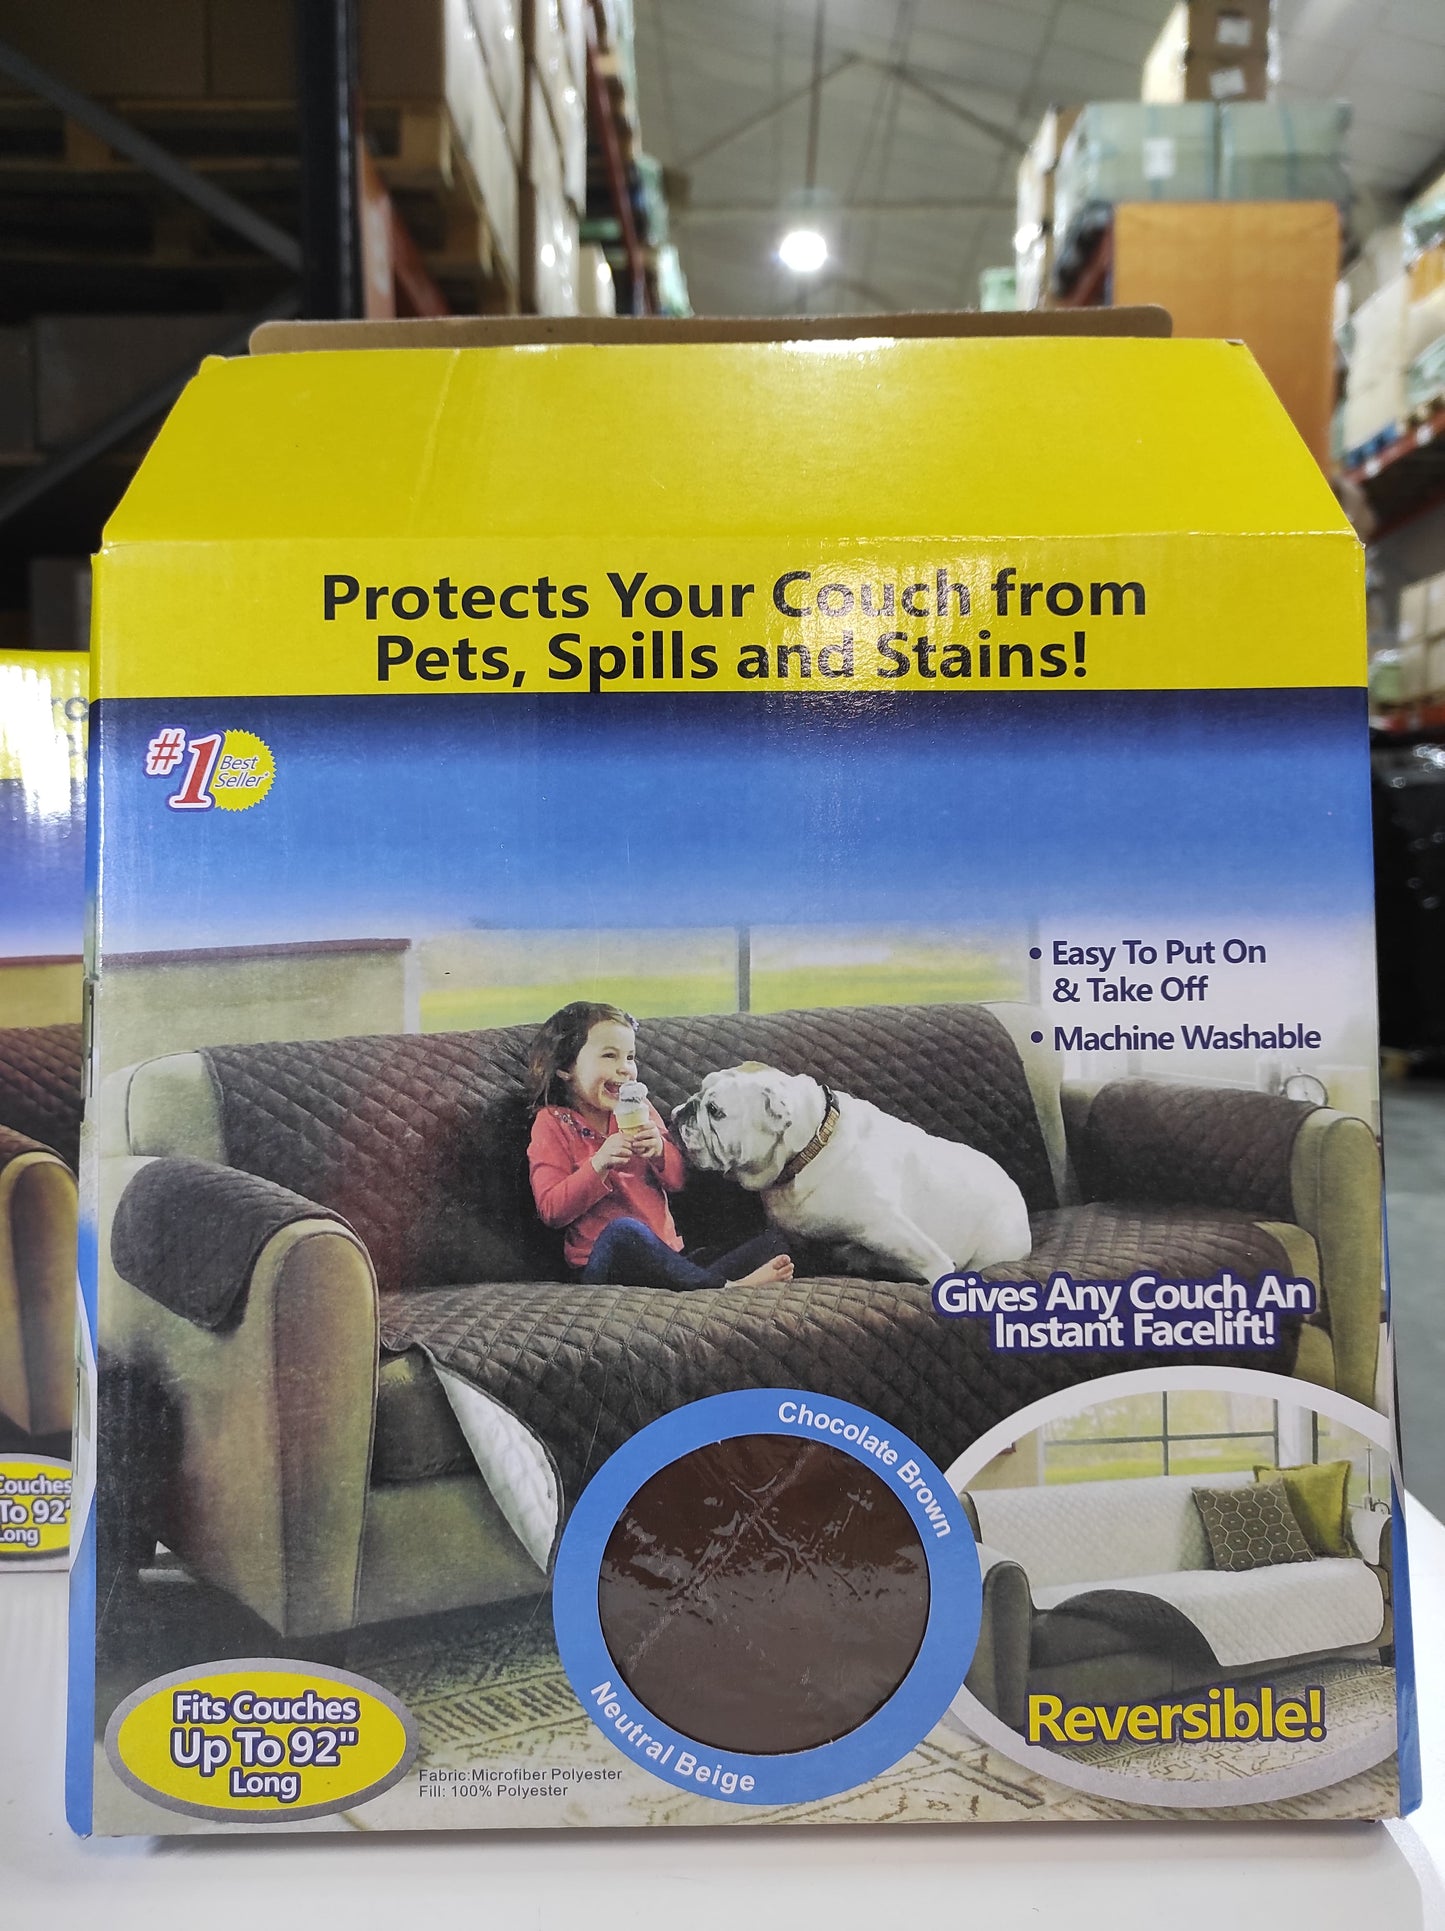 Protects Your Couch from
Pets, Spills and Stains!
#1 Best
Seller*
• Easy To Put On
& Take Off
• Machine Washable
Gives Any Couch An
Instant Facelift!
Chocolate Brown
Neutral Beige
Reversible!
Fits Couches
Up To 92"
Long
Fabric:Microfiber Polyester
Fill: 100% Polyester
Couches
To 92"
Long